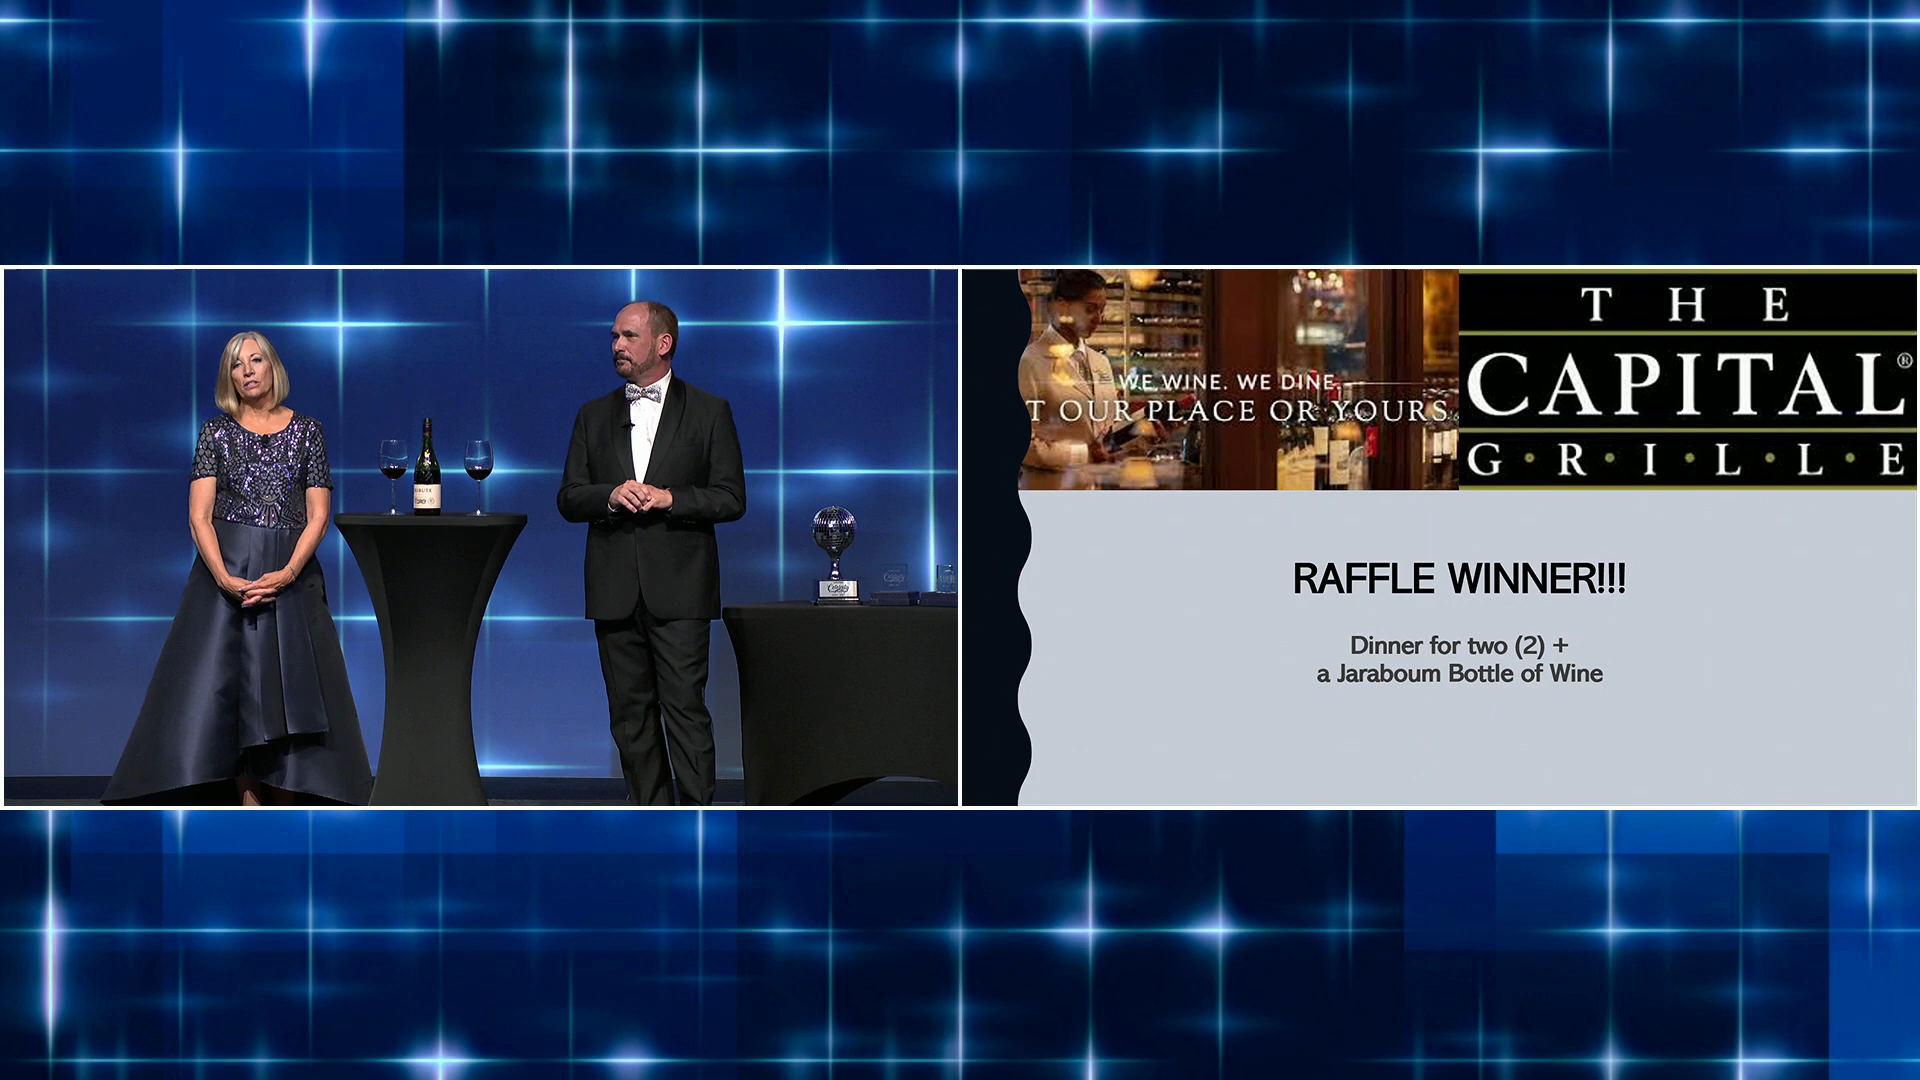 WE WINE. WE DINE.
T OUR PLACE OR YOURS
THE
CAPITAL®
G·R·I·L·L·E
RAFFLE WINNER!!!
Dinner for two (2) +
a Jaraboum Bottle of Wine